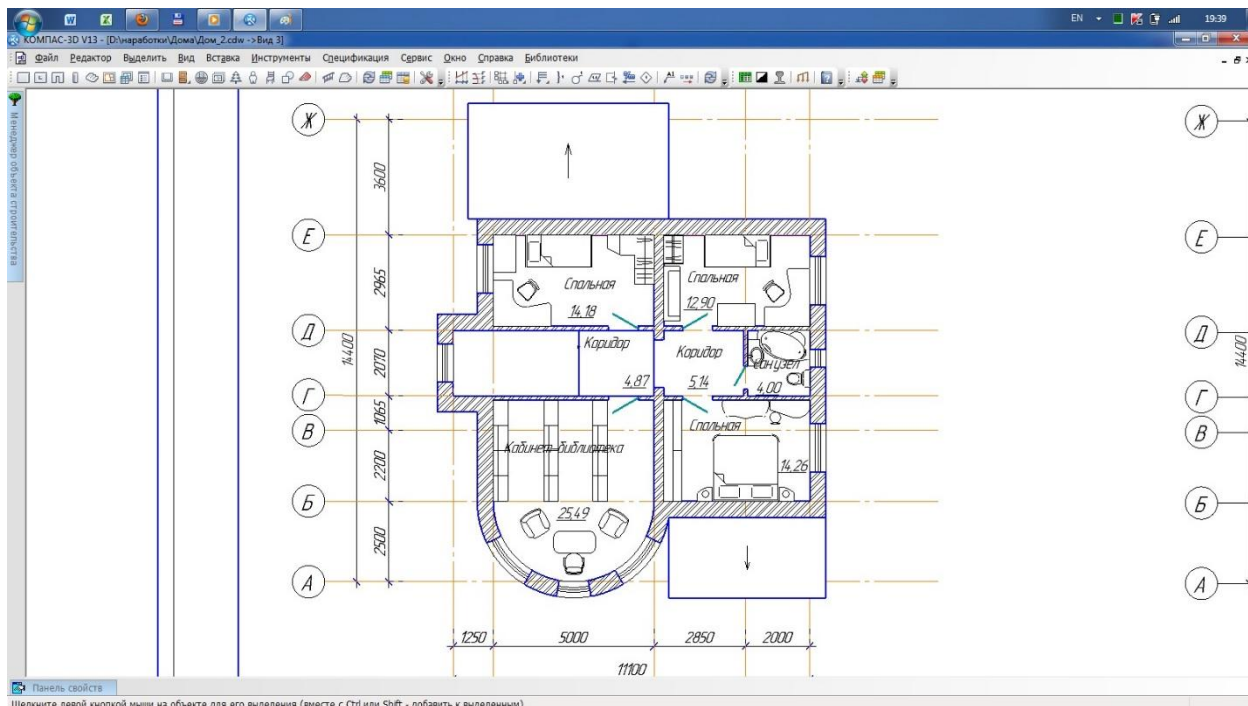 EN
19:39
КОМПАС-3D V13 - [D:\наработки\Дома\Дом_2.cdw ->Вид 3]
Файл Редактор Выделить Вид Вставка Инструменты Спецификация Сервис Окно Справка Библиотеки
Менеджер объекта строительства
Ж
Ж
3600
Е
Е
Спальная
Спальная
14,18
12,90
2965
Д
Д
14400
14400
2070
Коридор
Коридор
Сан узел
4,87
5,14
4,00
Г
Г
1065
В
В
Спальная
Кабинет-библиотека
14,26
2200
Б
Б
25,49
2500
А
А
1250
5000
2850
2000
11100
Панель свойств
Щелкните левой кнопкой мыши на объекте для его выделения (вместе с Ctrl или Shift - добавить к выделенным)